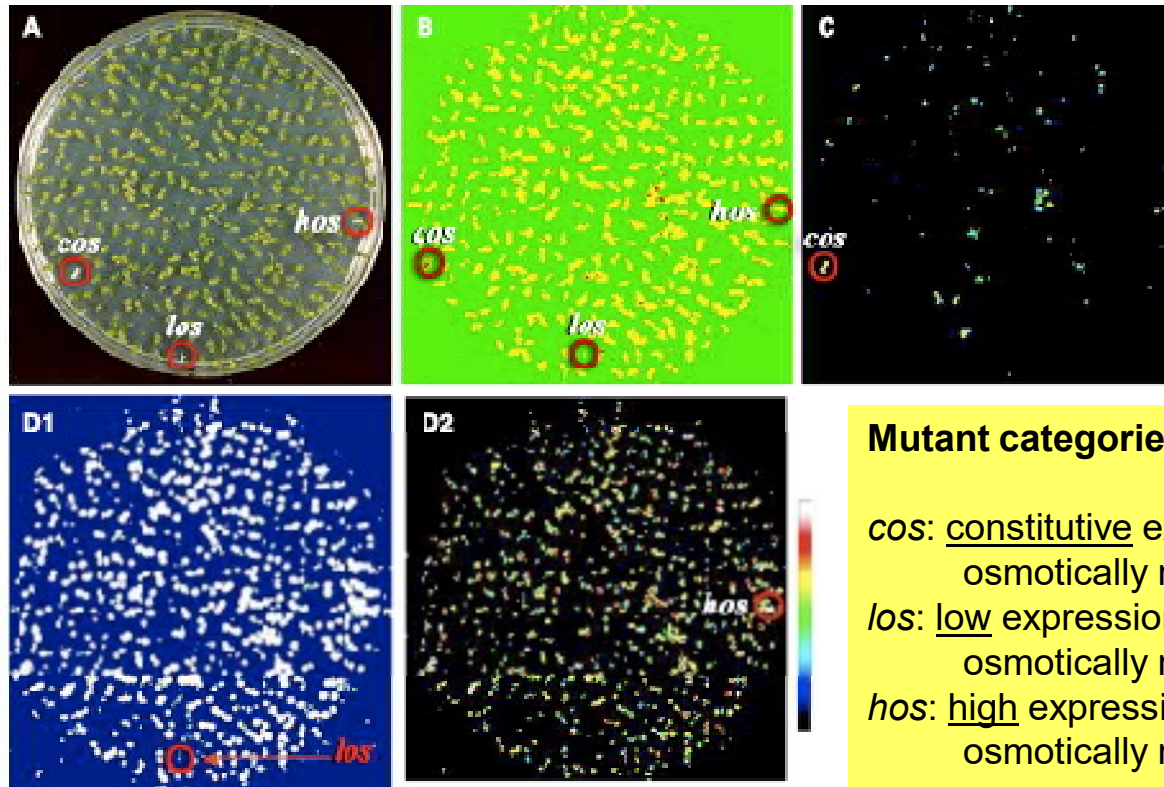 A
hos
cos
los
B
hos
cos
los
C
cos
D1
los
D2
hos
Mutant categorie
cos: constitutive e
osmotically
los: low expression
osmotically
hos: high expressi
osmotically